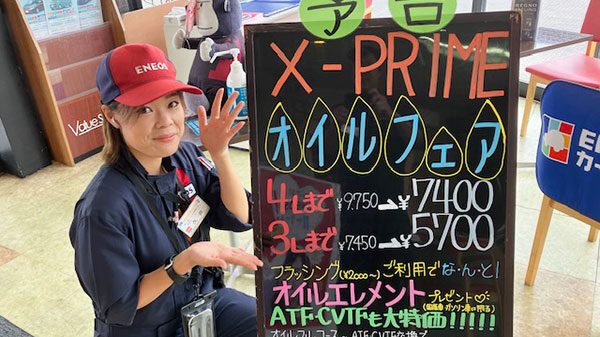 予告
X-PRIME
オイルフェア
4Lまで ¥9.750→¥7400
3Lまで ¥7.450→¥5700
フラッシング(¥2000〜)ご利用でな・ん・と!
オイルエレメント プレゼント♡
ATF・CVTFも大特価!!!!!
ENEOS
Value